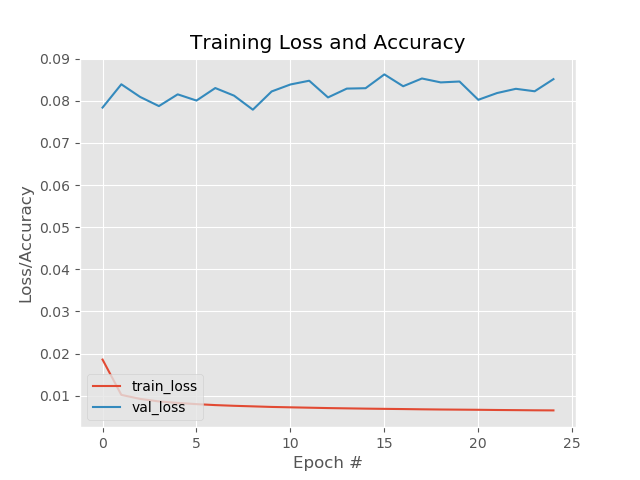 Training Loss and Accuracy
0.09
0.08
0.07
0.06
0.05
0.04
0.03
0.02
0.01
Loss/Accuracy
train_loss
val_loss
0 5 10 15 20 25
Epoch #